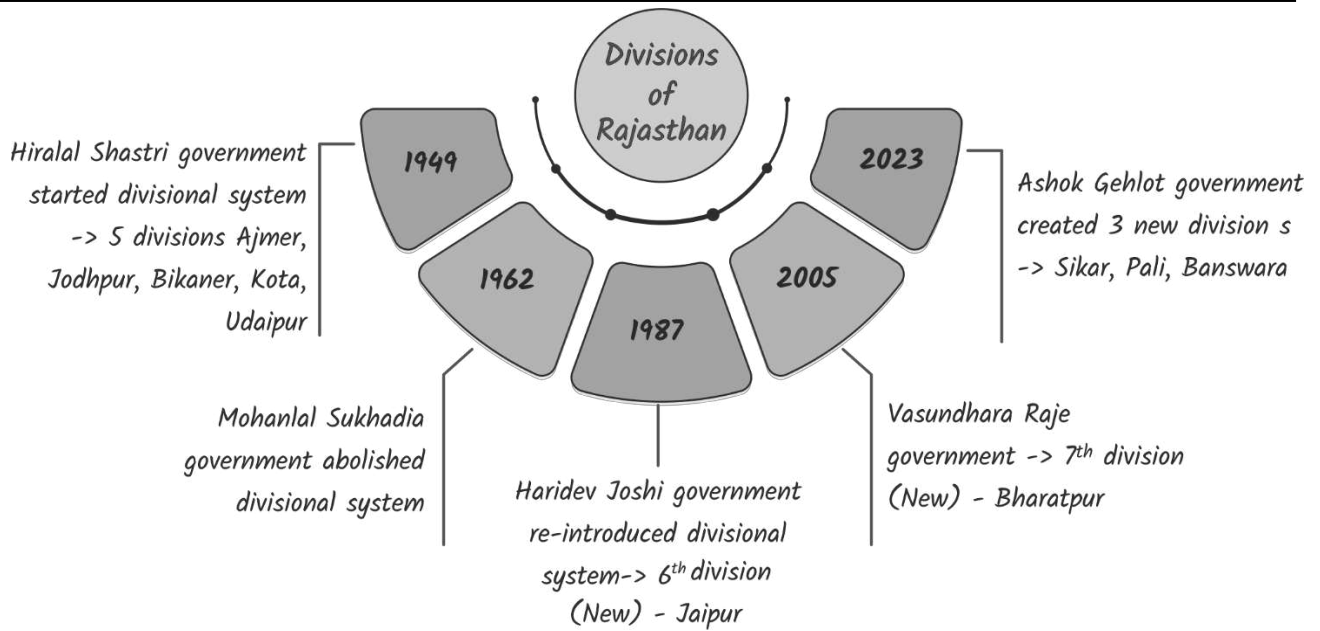 Divisions
of
Rajasthan
1949
Hiralal Shastri government
started divisional system
-> 5 divisions Ajmer,
Jodhpur, Bikaner, Kota,
Udaipur
1962
Mohanlal Sukhadia
government abolished
divisional system
1987
Haridev Joshi government
re-introduced divisional
system-> 6th division
(New) - Jaipur
2005
Vasundhara Raje
government -> 7th division
(New) - Bharatpur
2023
Ashok Gehlot government
created 3 new division s
-> Sikar, Pali, Banswara